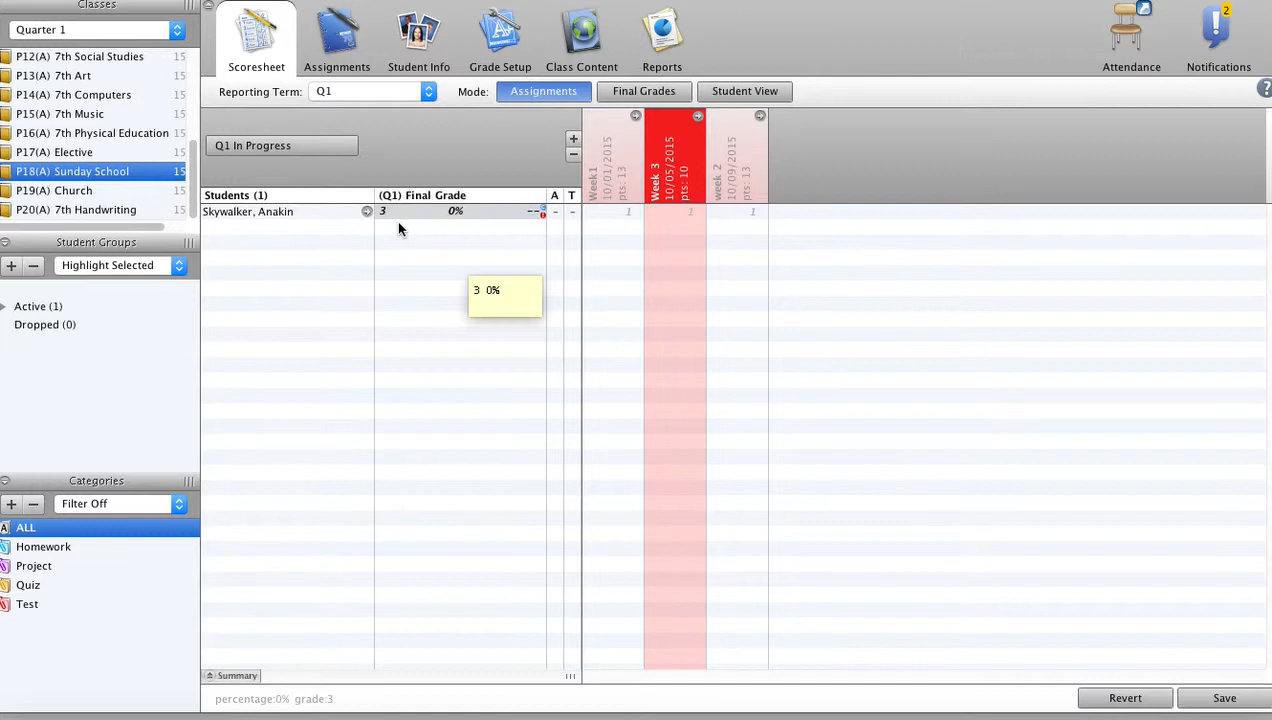 Classes
Quarter 1
P12(A) 7th Social Studies 15
P13(A) 7th Art 15
P14(A) 7th Computers 15
P15(A) 7th Music 15
P16(A) 7th Physical Education 15
P17(A) Elective 15
P18(A) Sunday School 15
P19(A) Church 15
P20(A) 7th Handwriting 15
Student Groups
+ − Highlight Selected
Active (1)
Dropped (0)
Categories
+ − Filter Off
A ALL
Homework
Project
Quiz
Test
Scoresheet Assignments Student Info Grade Setup Class Content Reports Attendance Notifications
2
Reporting Term: Q1 Mode: Assignments Final Grades Student View ?
Q1 In Progress
+
−
Week1
10/01/2015
pts: 13
Week 3
10/05/2015
pts: 10
week 2
10/09/2015
pts: 13
Students (1) (Q1) Final Grade A T
Skywalker, Anakin 3 0% -- - - 1 1 1
3 0%
Summary
percentage:0% grade:3 Revert Save